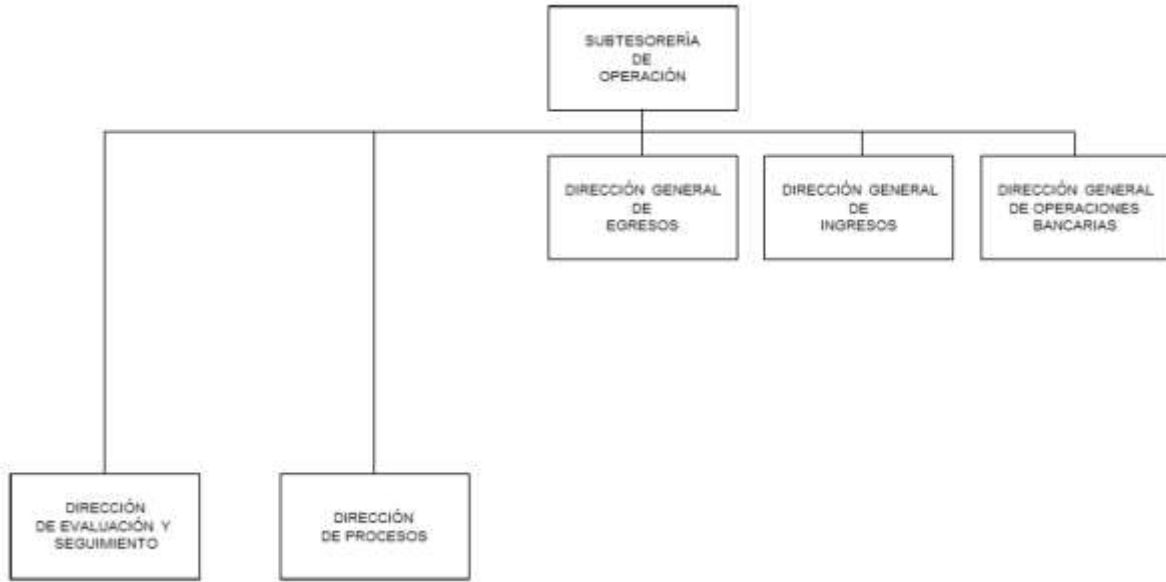 SUBTESORERÍA
DE
OPERACIÓN
DIRECCIÓN GENERAL
DE
EGRESOS
DIRECCIÓN GENERAL
DE
INGRESOS
DIRECCIÓN GENERAL
DE OPERACIONES
BANCARIAS
DIRECCIÓN
DE EVALUACIÓN Y
SEGUIMIENTO
DIRECCIÓN
DE PROCESOS